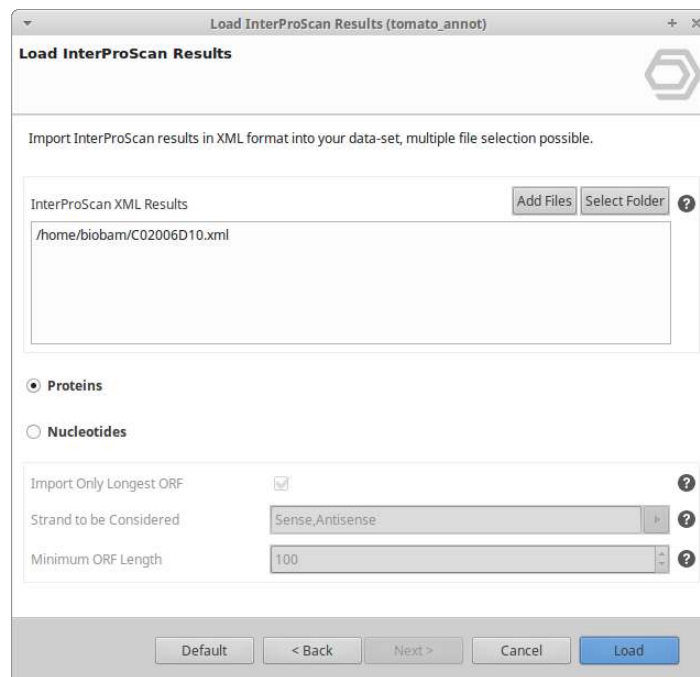 Load InterProScan Results (tomato_annot)
Load InterProScan Results
Import InterProScan results in XML format into your data-set, multiple file selection possible.
InterProScan XML Results Add Files Select Folder ?
/home/biobam/C02006D10.xml
Proteins
Nucleotides
Import Only Longest ORF ?
Strand to be Considered Sense,Antisense ?
Minimum ORF Length 100 ?
Default < Back Next > Cancel Load